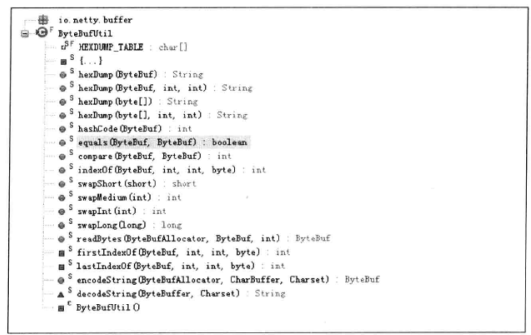 io.netty.buffer
ByteBufUtil
HEXDUMP_TABLE : char[]
{...}
hexDump(ByteBuf) : String
hexDump(ByteBuf, int, int) : String
hexDump(byte[]) : String
hexDump(byte[], int, int) : String
hashCode(ByteBuf) : int
equals(ByteBuf, ByteBuf) : boolean
compare(ByteBuf, ByteBuf) : int
indexOf(ByteBuf, int, int, byte) : int
swapShort(short) : short
swapMedium(int) : int
swapInt(int) : int
swapLong(long) : long
readBytes(ByteBufAllocator, ByteBuf, int) : ByteBuf
firstIndexOf(ByteBuf, int, int, byte) : int
lastIndexOf(ByteBuf, int, int, byte) : int
encodeString(ByteBufAllocator, CharBuffer, Charset) : ByteBuf
decodeString(ByteBuffer, Charset) : String
ByteBufUtil()